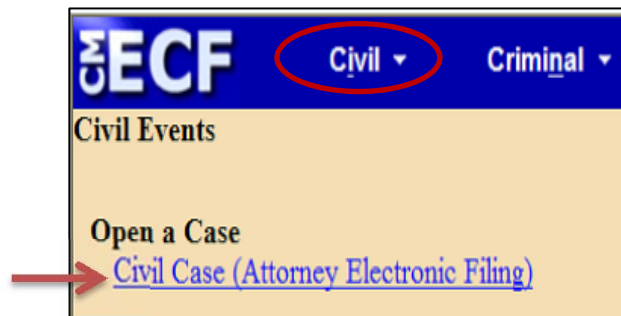 CM ECF Civil Criminal
Civil Events
Open a Case
Civil Case (Attorney Electronic Filing)